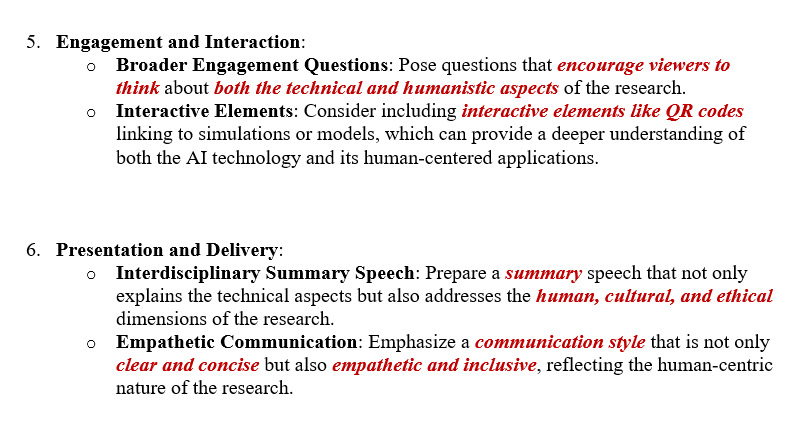 5. Engagement and Interaction:
o Broader Engagement Questions: Pose questions that encourage viewers to
think about both the technical and humanistic aspects of the research.
o Interactive Elements: Consider including interactive elements like QR codes
linking to simulations or models, which can provide a deeper understanding of
both the AI technology and its human-centered applications.
6. Presentation and Delivery:
o Interdisciplinary Summary Speech: Prepare a summary speech that not only
explains the technical aspects but also addresses the human, cultural, and ethical
dimensions of the research.
o Empathetic Communication: Emphasize a communication style that is not only
clear and concise but also empathetic and inclusive, reflecting the human-centric
nature of the research.